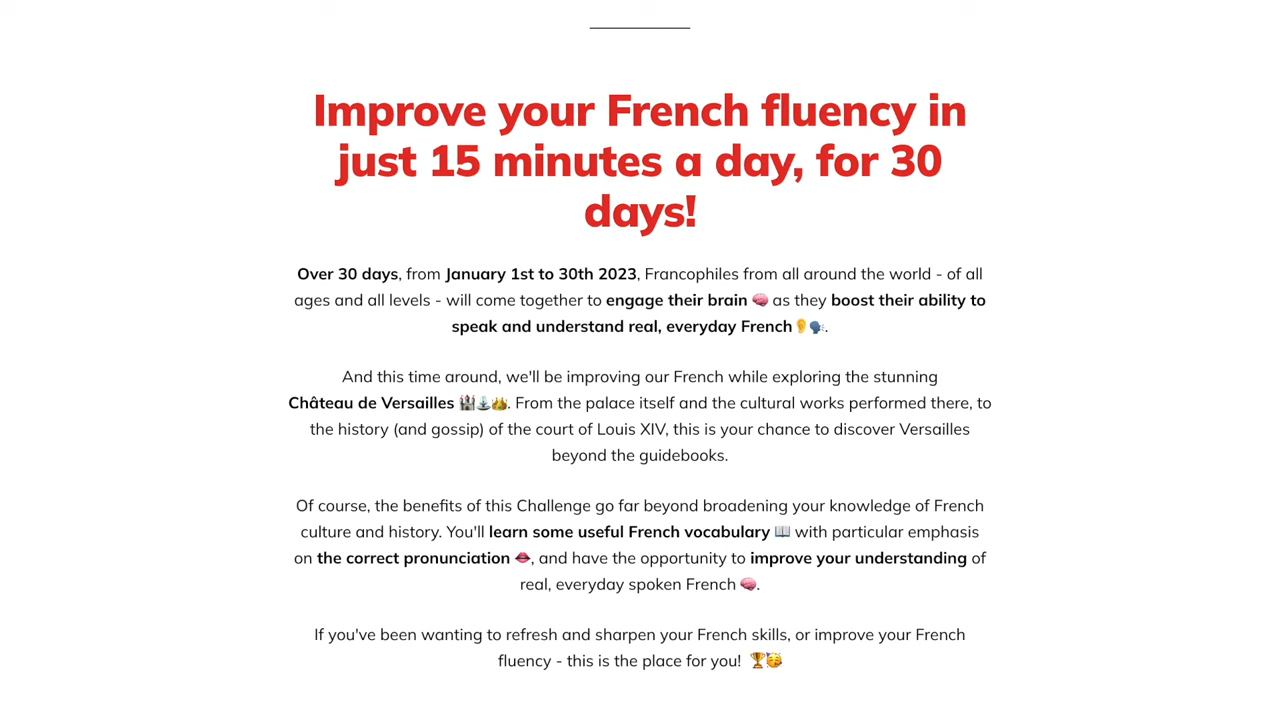 Improve your French fluency in
just 15 minutes a day, for 30
days!
Over 30 days, from January 1st to 30th 2023, Francophiles from all around the world - of all
ages and all levels - will come together to engage their brain 🧠 as they boost their ability to
speak and understand real, everyday French👂🗣️.
And this time around, we'll be improving our French while exploring the stunning
Château de Versailles 🏰⛲👑. From the palace itself and the cultural works performed there, to
the history (and gossip) of the court of Louis XIV, this is your chance to discover Versailles
beyond the guidebooks.
Of course, the benefits of this Challenge go far beyond broadening your knowledge of French
culture and history. You'll learn some useful French vocabulary 📖 with particular emphasis
on the correct pronunciation 👄, and have the opportunity to improve your understanding of
real, everyday spoken French 🧠.
If you've been wanting to refresh and sharpen your French skills, or improve your French
fluency - this is the place for you! 🏆🥳